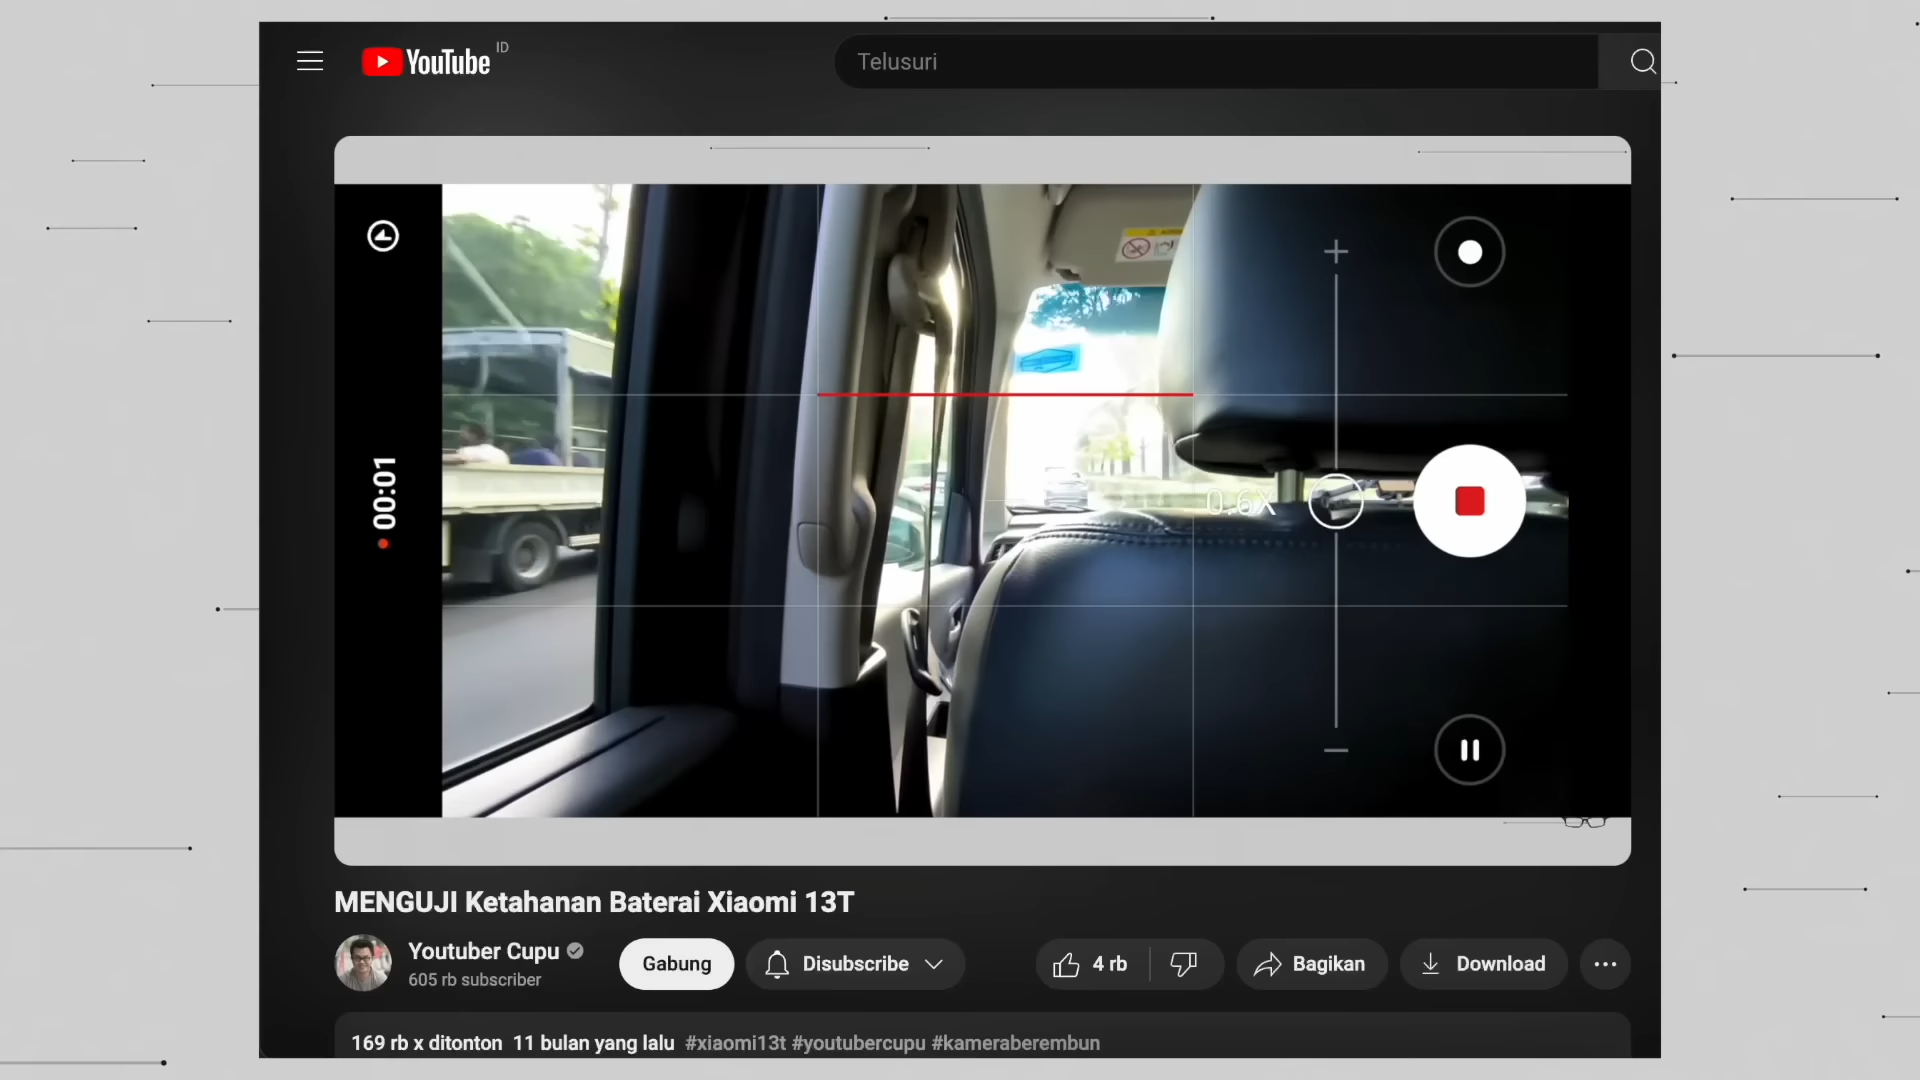 YouTube ID
Telusuri
00:01
0.6X
MENGUJI Ketahanan Baterai Xiaomi 13T
Youtuber Cupu
605 rb subscriber
Gabung
Disubscribe
4 rb
Bagikan
Download
169 rb x ditonton 11 bulan yang lalu #xiaomi13t #youtubercupu #kameraberembun